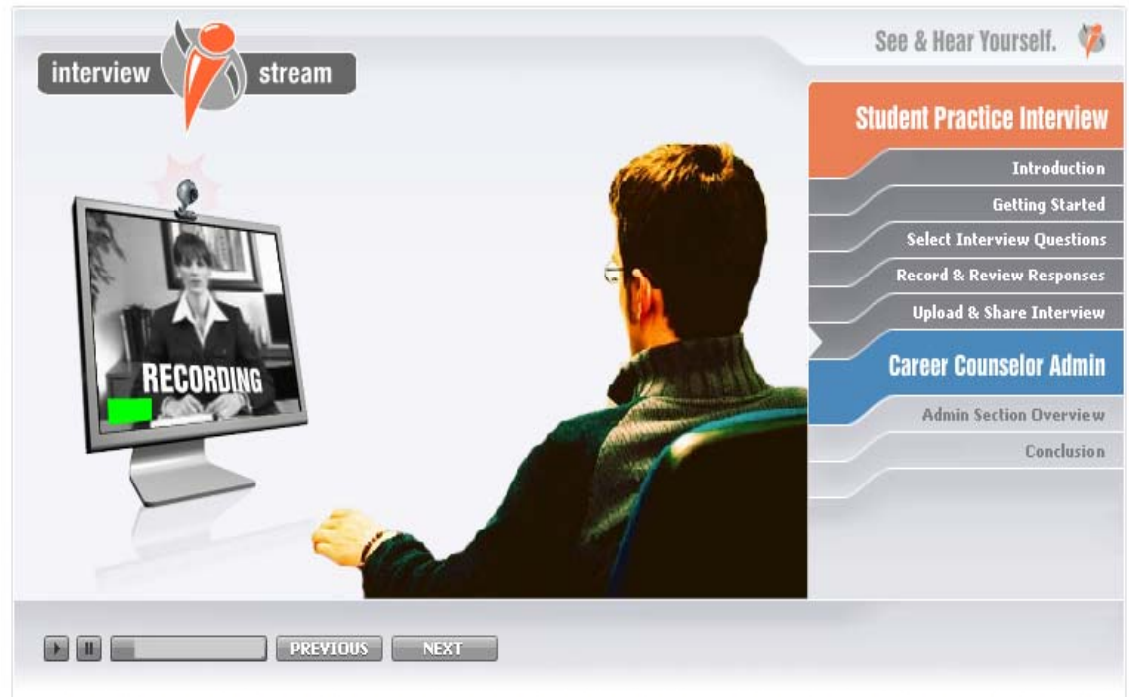 interview stream
See & Hear Yourself.
Student Practice Interview
Introduction
Getting Started
Select Interview Questions
Record & Review Responses
Upload & Share Interview
Career Counselor Admin
Admin Section Overview
Conclusion
RECORDING
PREVIOUS
NEXT